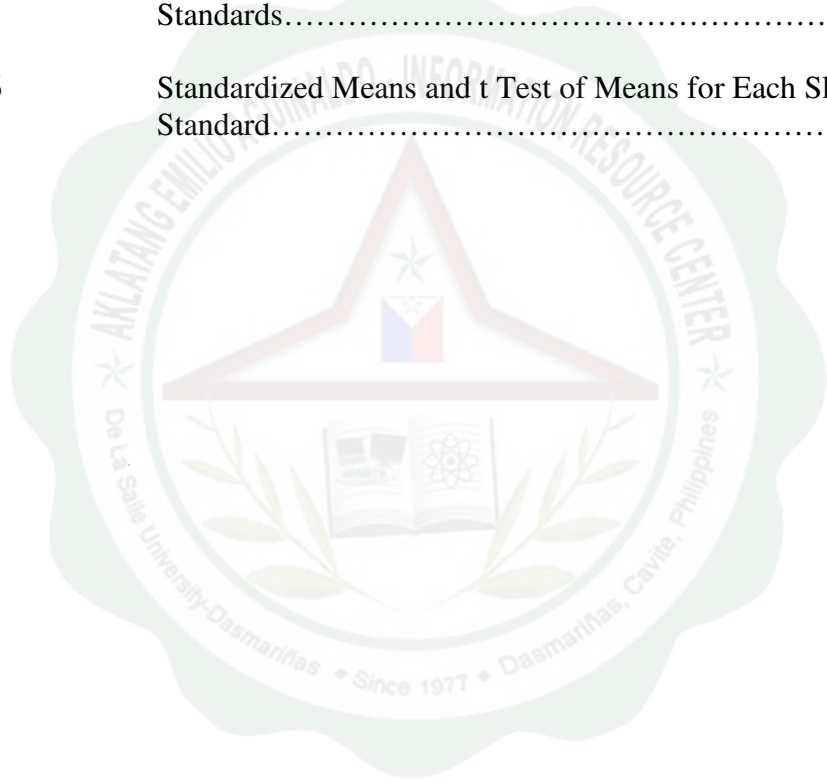 Standards……………………………………………
Standardized Means and t Test of Means for Each
Standard……………………………………………
AKLATANG EMILIO AGUINALDO - INFORMATION RESOURCE CENTER
De La Salle University-Dasmariñas • Since 1977 • Dasmariñas, Cavite, Philippines